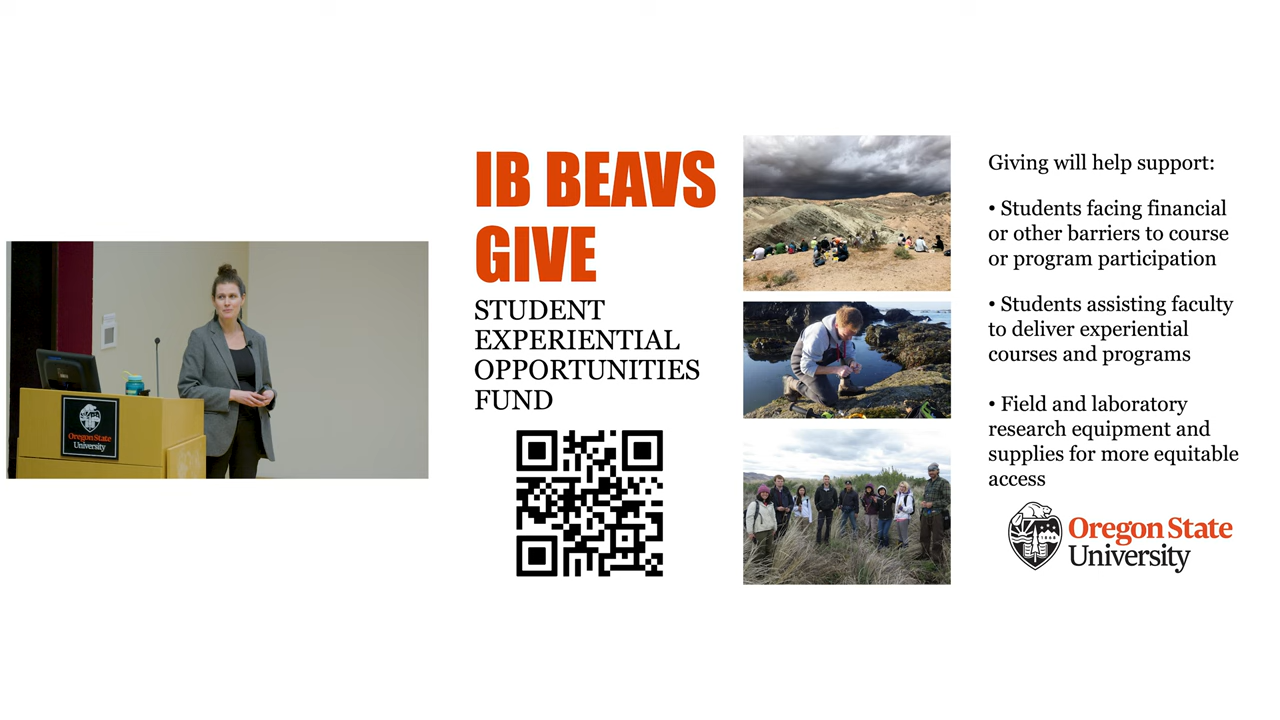 Oregon State
University
IB BEAVS
GIVE
STUDENT
EXPERIENTIAL
OPPORTUNITIES
FUND
Giving will help support:
• Students facing financial
or other barriers to course
or program participation
• Students assisting faculty
to deliver experiential
courses and programs
• Field and laboratory
research equipment and
supplies for more equitable
access
Oregon State
University